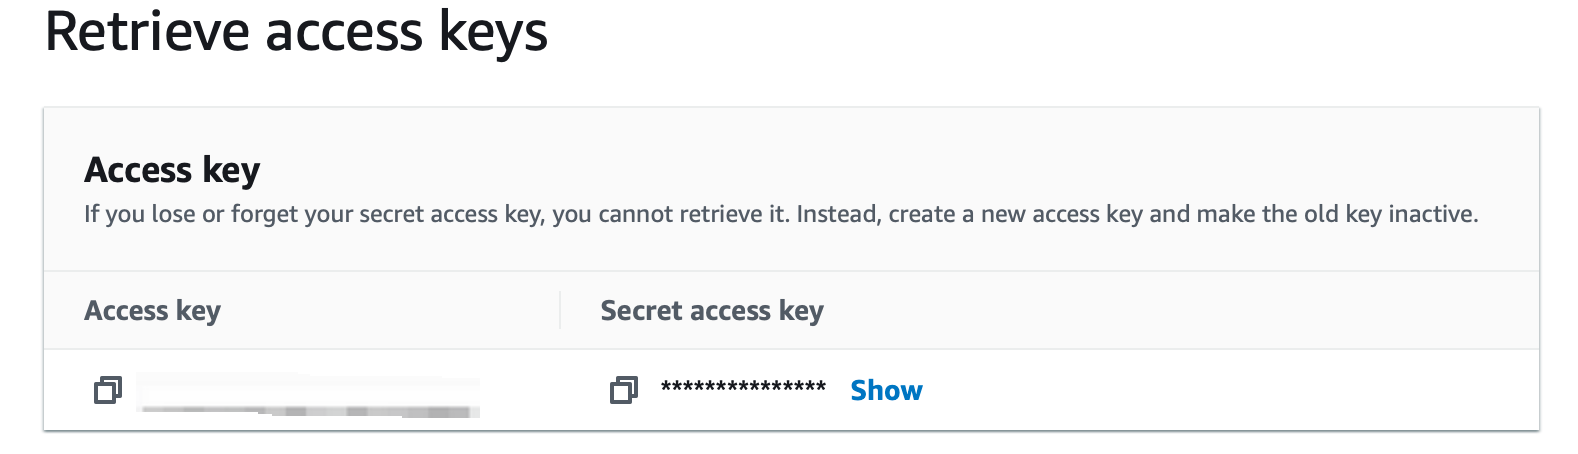 Retrieve access keys
Access key
If you lose or forget your secret access key, you cannot retrieve it. Instead, create a new access key and make the old key inactive.
Access key Secret access key
*************** Show